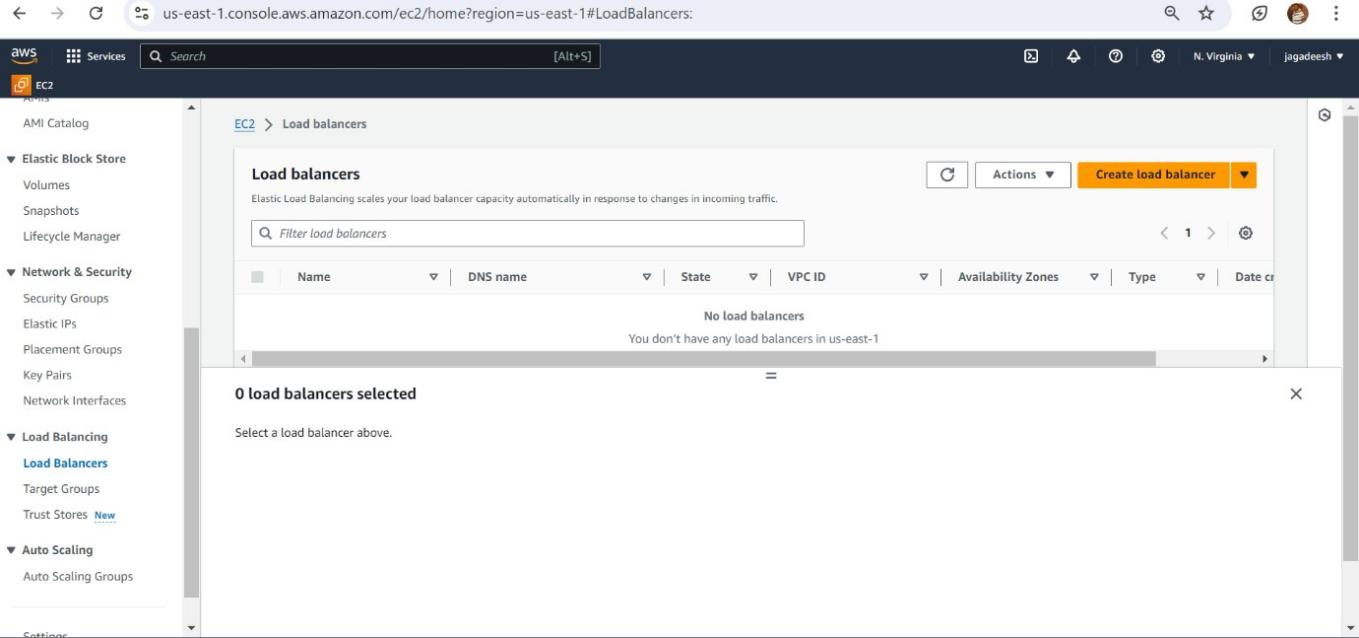 us-east-1.console.aws.amazon.com/ec2/home?region=us-east-1#LoadBalancers:
aws Services Search [Alt+S] N. Virginia jagadeesh
EC2
AMIs
AMI Catalog
Elastic Block Store
Volumes
Snapshots
Lifecycle Manager
Network & Security
Security Groups
Elastic IPs
Placement Groups
Key Pairs
Network Interfaces
Load Balancing
Load Balancers
Target Groups
Trust Stores New
Auto Scaling
Auto Scaling Groups
Settings
EC2 > Load balancers
Load balancers Actions Create load balancer
Elastic Load Balancing scales your load balancer capacity automatically in response to changes in incoming traffic.
Filter load balancers 1
Name DNS name State VPC ID Availability Zones Type Date cr
No load balancers
You don't have any load balancers in us-east-1
0 load balancers selected
Select a load balancer above.